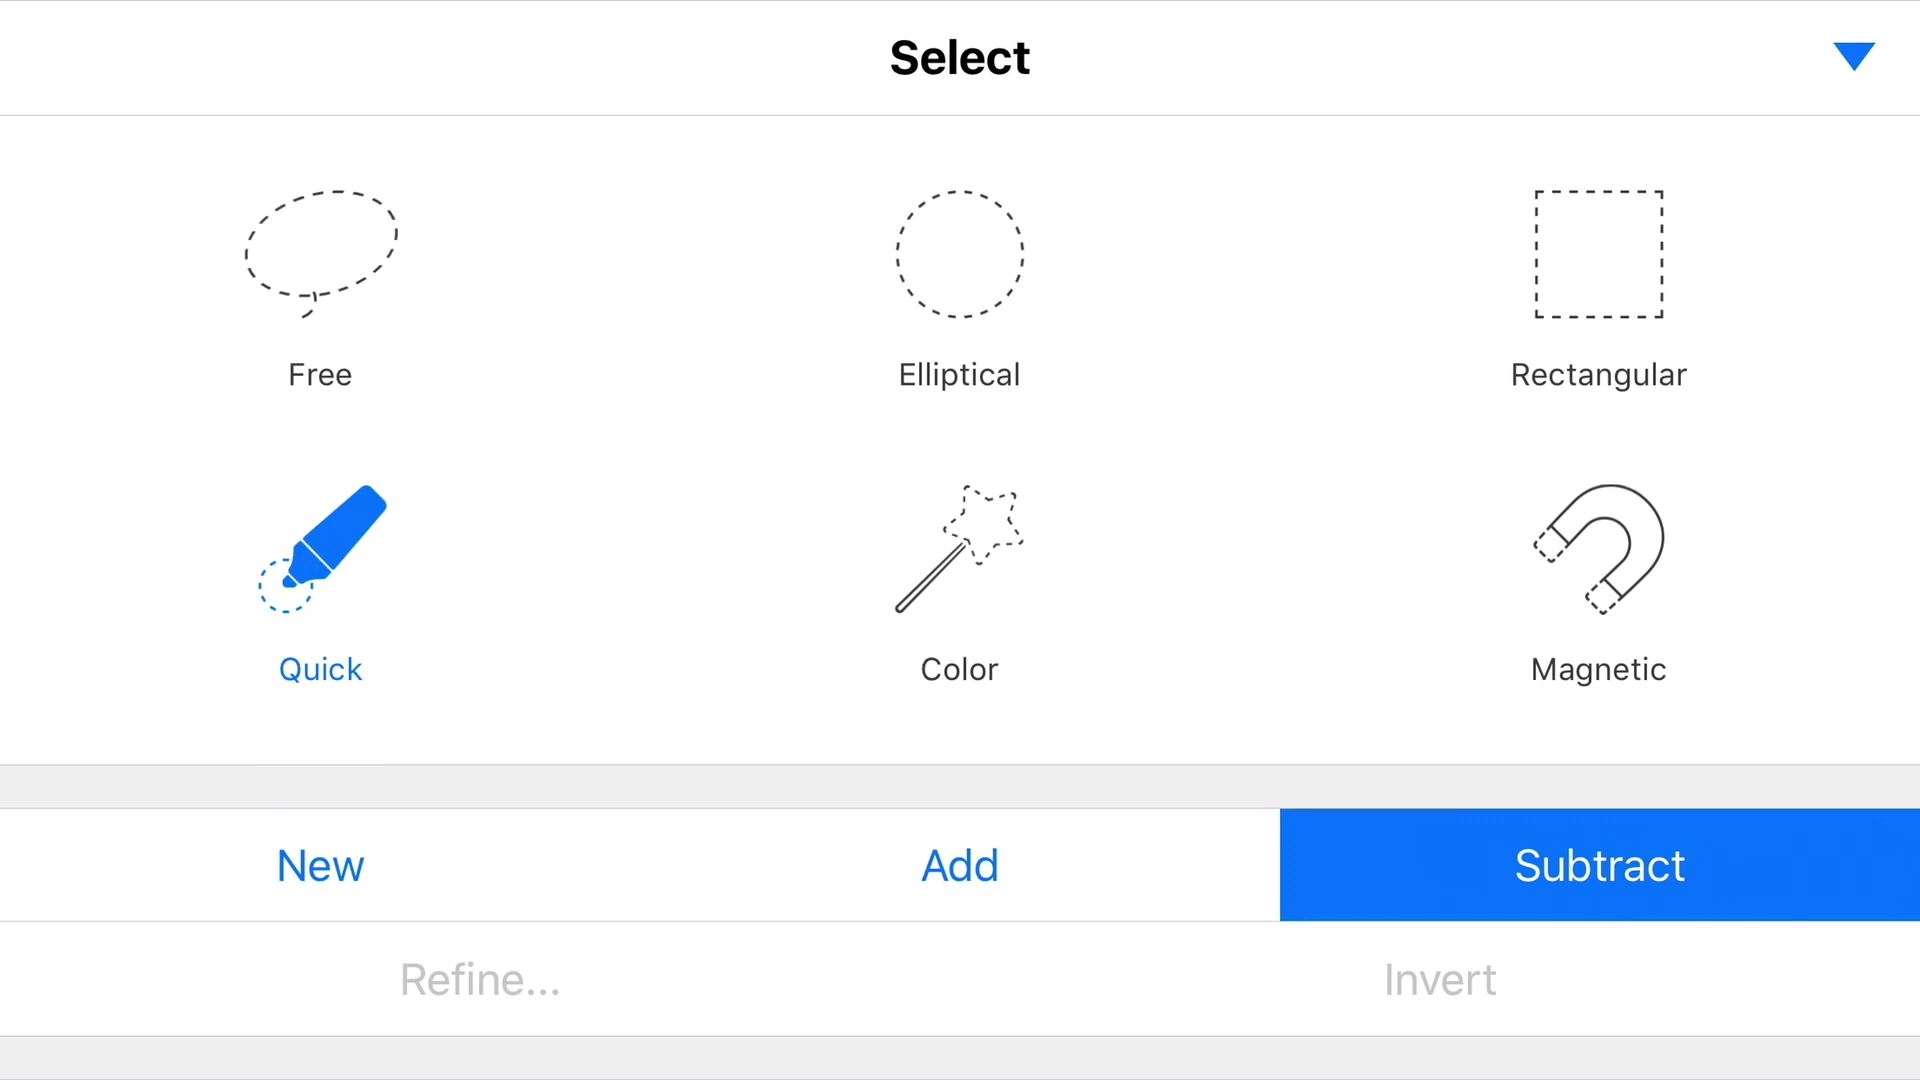 Select
Free
Elliptical
Rectangular
Quick
Color
Magnetic
New
Add
Subtract
Refine...
Invert